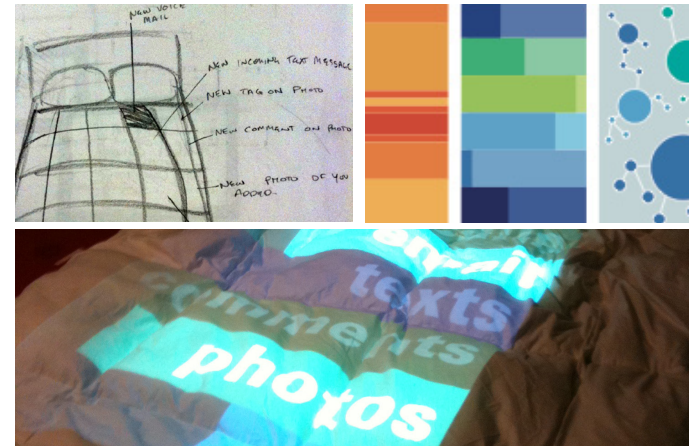 NEW VOICE
MAIL
NEW INCOMING TEXT MESSAGE
NEW TAG ON PHOTO
NEW COMMENT ON PHOTO
NEW PHOTO OF YOU
ADDED.
email
texts
comments
photos